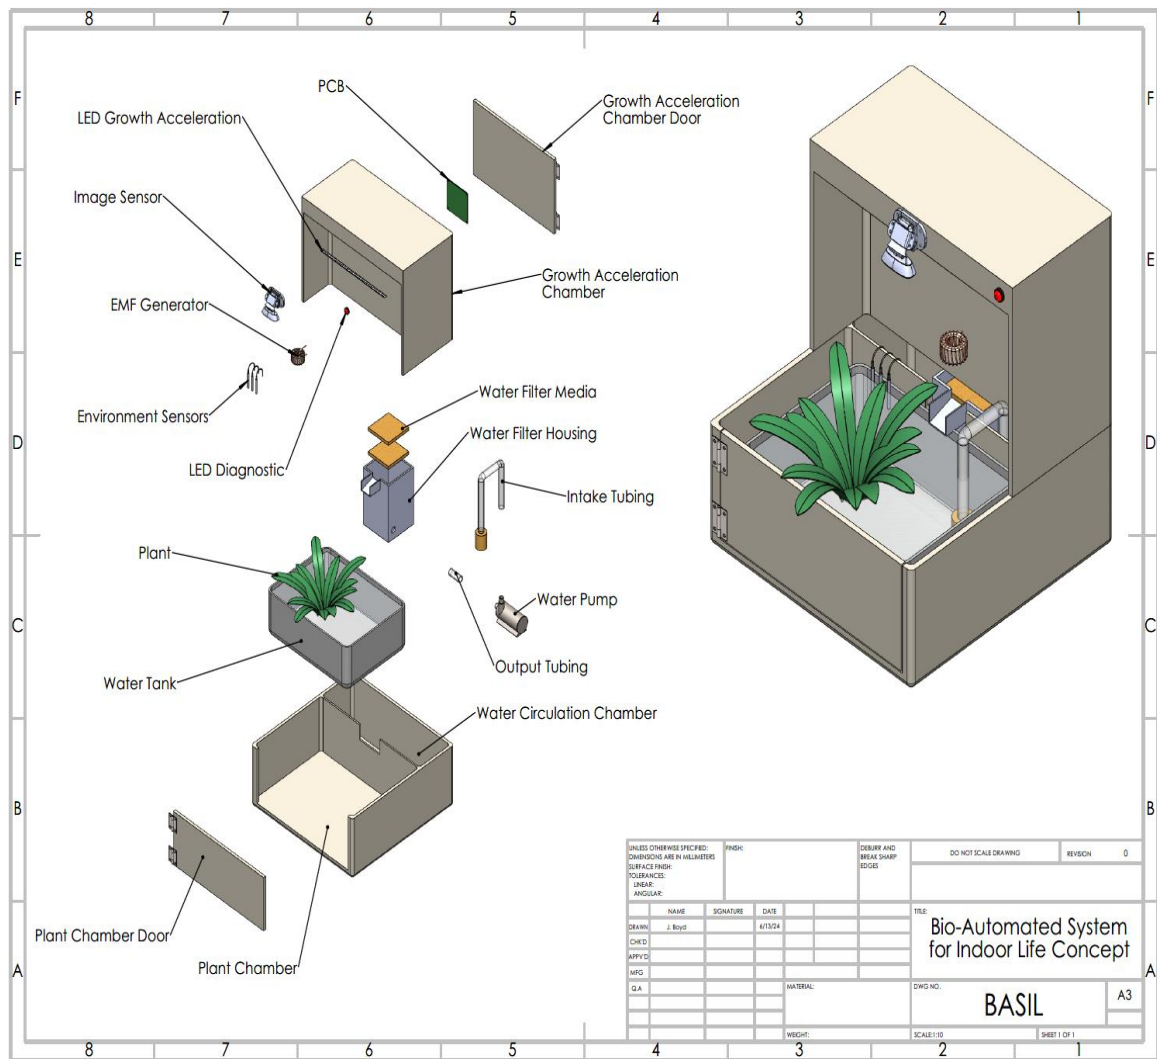 8 7 6 5 4 3 2 1
F
F
PCB
Growth Acceleration
Chamber Door
LED Growth Acceleration
Image Sensor
E
E
Growth Acceleration
Chamber
EMF Generator
Water Filter Media
Environment Sensors
Water Filter Housing
D
D
LED Diagnostic
Intake Tubing
Plant
Water Pump
C
C
Output Tubing
Water Tank
Water Circulation Chamber
B
B
Plant Chamber Door
Plant Chamber
A
A
UNLESS OTHERWISE SPECIFIED:
DIMENSIONS ARE IN MILLIMETERS
SURFACE FINISH:
TOLERANCES:
LINEAR:
ANGULAR:
FINISH:
DEBURR AND
BREAK SHARP
EDGES
DO NOT SCALE DRAWING
REVISION 0
NAME SIGNATURE DATE
DRAWN J. Boyd 6/13/24
CHK'D
APPV'D
MFG
Q.A
TITLE:
Bio-Automated System
for Indoor Life Concept
MATERIAL:
DWG NO.
BASIL
A3
WEIGHT:
SCALE:1:10
SHEET 1 OF 1
8 7 6 5 4 3 2 1